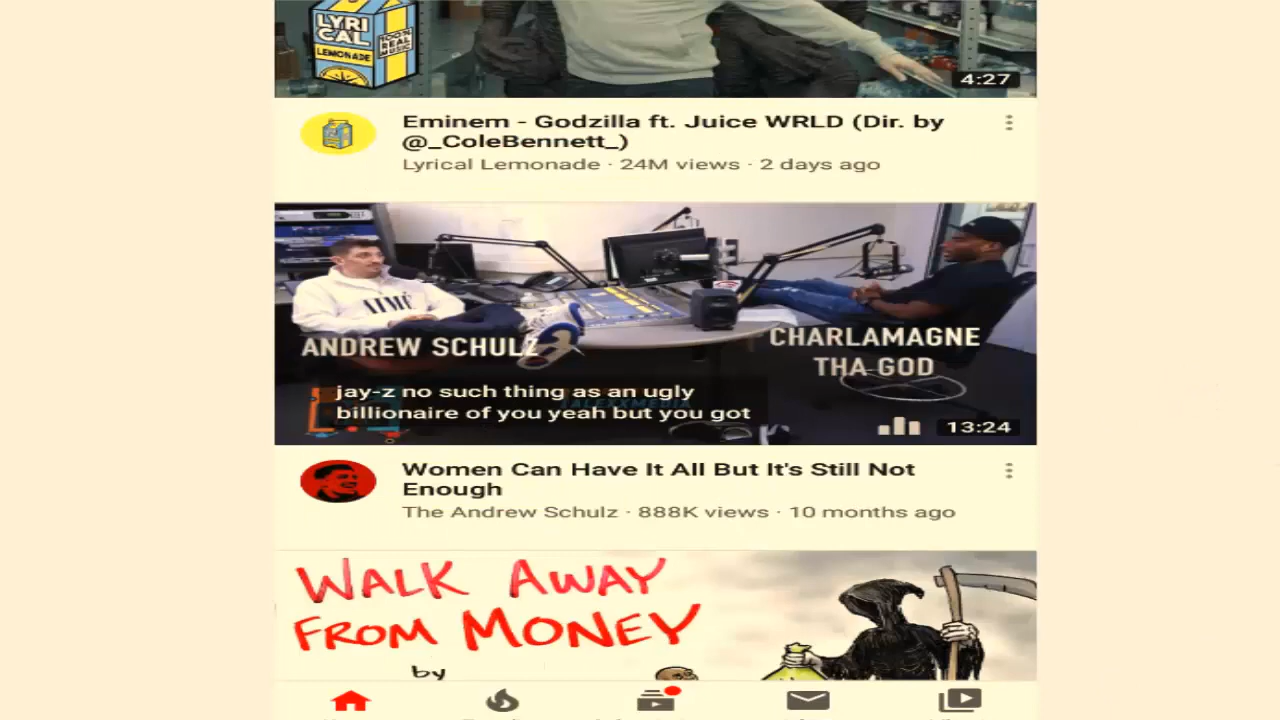 LYRI
CAL
LEMONADE
100%
REAL
MUSIC
4:27
Eminem - Godzilla ft. Juice WRLD (Dir. by
@_ColeBennett_)
Lyrical Lemonade · 24M views · 2 days ago
AIMÉ
ANDREW SCHULZ
CHARLAMAGNE
THA GOD
jay-z no such thing as an ugly
billionaire of you yeah but you got
13:24
Women Can Have It All But It's Still Not
Enough
The Andrew Schulz · 888K views · 10 months ago
WALK AWAY
FROM MONEY
by